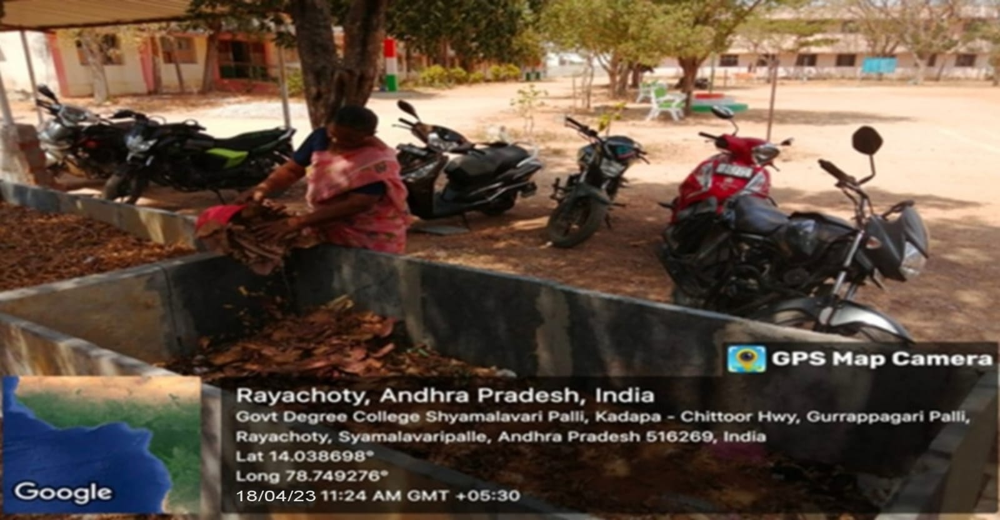 GPS Map Camera
Rayachoty, Andhra Pradesh, India
Govt Degree College Shyamalavari Palli, Kadapa - Chittoor Hwy, Gurrappagari Palli,
Rayachoty, Syamalavaripalle, Andhra Pradesh 516269, India
Lat 14.038698°
Long 78.749276°
18/04/23 11:24 AM GMT +05:30
Google